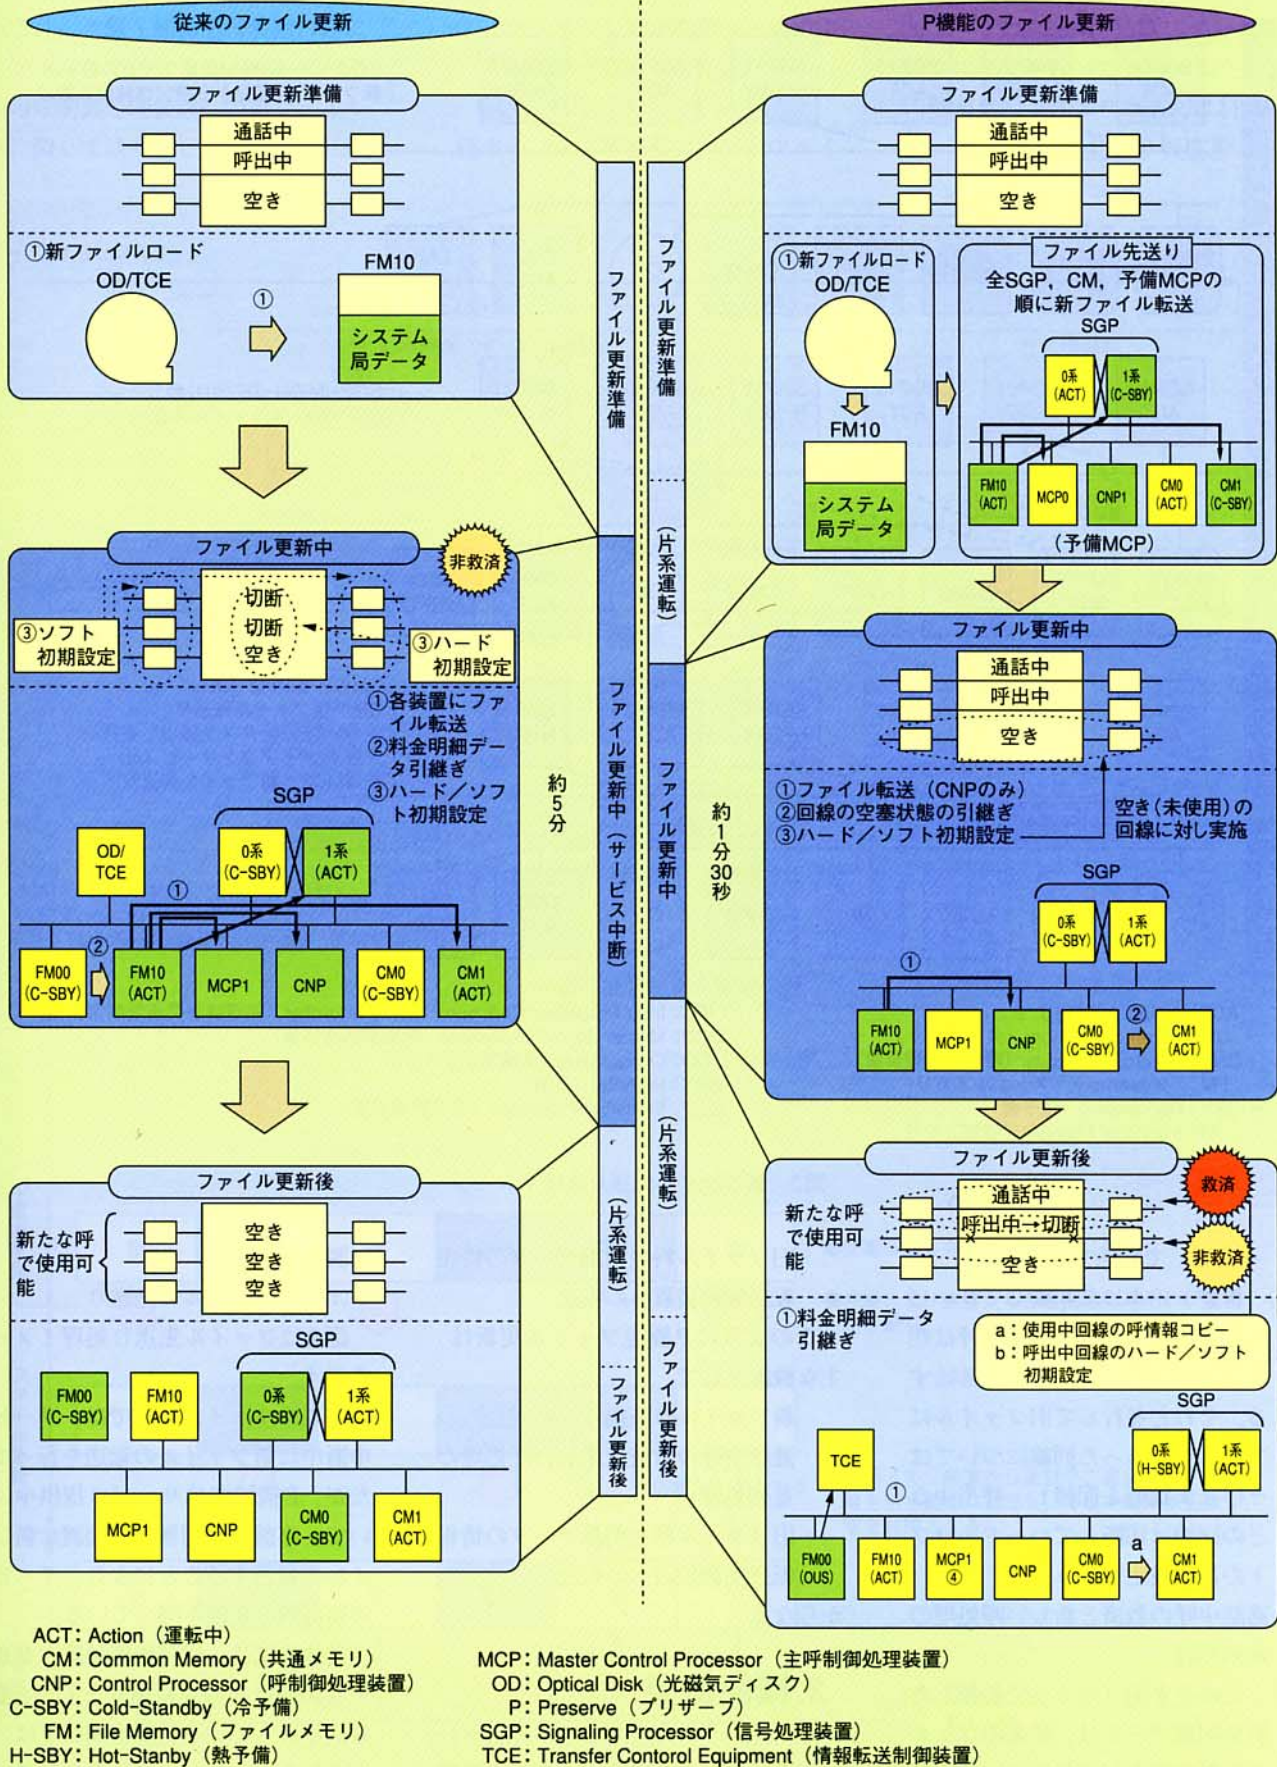 従来のファイル更新
ファイル更新準備
通話中
呼出中
空き
①新ファイルロード
OD/TCE
①
FM10
システム
局データ
ファイル更新中
非救済
切断
切断
空き
③ソフト
初期設定
③ハード
初期設定
①各装置にファ
イル転送
②料金明細デー
タ引継ぎ
③ハード／ソフ
ト初期設定
SGP
OD/
TCE
0系
(C-SBY)
1系
(ACT)
①
②
FM00
(C-SBY)
FM10
(ACT)
MCP1
CNP
CM0
(C-SBY)
CM1
(ACT)
ファイル更新後
新たな呼
で使用可
能
空き
空き
空き
SGP
FM00
(C-SBY)
FM10
(ACT)
0系
(C-SBY)
1系
(ACT)
MCP1
CNP
CM0
(C-SBY)
CM1
(ACT)
ファイル更新準備
ファイル更新中（サービス中断）
約5分
（片系運転）
ファイル更新後
P機能のファイル更新
ファイル更新準備
（片系運転）
ファイル更新中
約1分30秒
（片系運転）
ファイル更新後
ファイル更新準備
通話中
呼出中
空き
①新ファイルロード
OD/TCE
FM10
システム
局データ
ファイル先送り
全SGP，CM，予備MCPの
順に新ファイル転送
SGP
0系
(ACT)
1系
(C-SBY)
FM10
(ACT)
MCP0
CNP1
CM0
(ACT)
CM1
(C-SBY)
(予備MCP)
ファイル更新中
通話中
呼出中
空き
①ファイル転送（CNPのみ）
②回線の空塞状態の引継ぎ
③ハード／ソフト初期設定
空き(未使用)の
回線に対し実施
SGP
0系
(C-SBY)
1系
(ACT)
①
②
FM10
(ACT)
MCP1
CNP
CM0
(C-SBY)
CM1
(ACT)
ファイル更新後
救済
新たな呼
で使用可
能
通話中
呼出中→切断
空き
非救済
①料金明細データ
引継ぎ
a：使用中回線の呼情報コピー
b：呼出中回線のハード／ソフト
初期設定
SGP
TCE
①
0系
(H-SBY)
1系
(ACT)
a
FM00
(OUS)
FM10
(ACT)
MCP1
④
CNP
CM0
(C-SBY)
CM1
(ACT)
ACT：Action（運転中）
CM：Common Memory（共通メモリ）
CNP：Control Processor（呼制御処理装置）
C-SBY：Cold-Standby（冷予備）
FM：File Memory（ファイルメモリ）
H-SBY：Hot-Stanby（熱予備）
MCP：Master Control Processor（主呼制御処理装置）
OD：Optical Disk（光磁気ディスク）
P：Preserve（プリザーブ）
SGP：Signaling Processor（信号処理装置）
TCE：Transfer Contorol Equipment（情報転送制御装置）